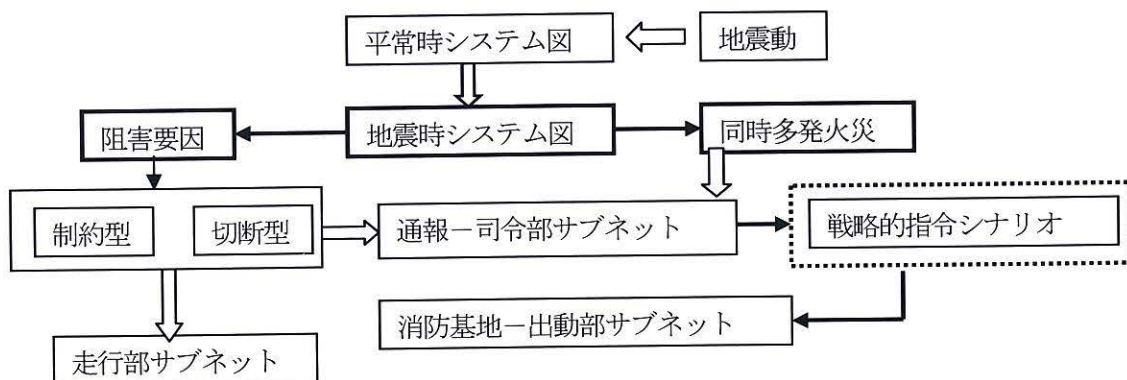 平常時システム図
地震動
阻害要因
地震時システム図
同時多発火災
制約型
切断型
通報－司令部サブネット
戦略的指令シナリオ
消防基地－出動部サブネット
走行部サブネット